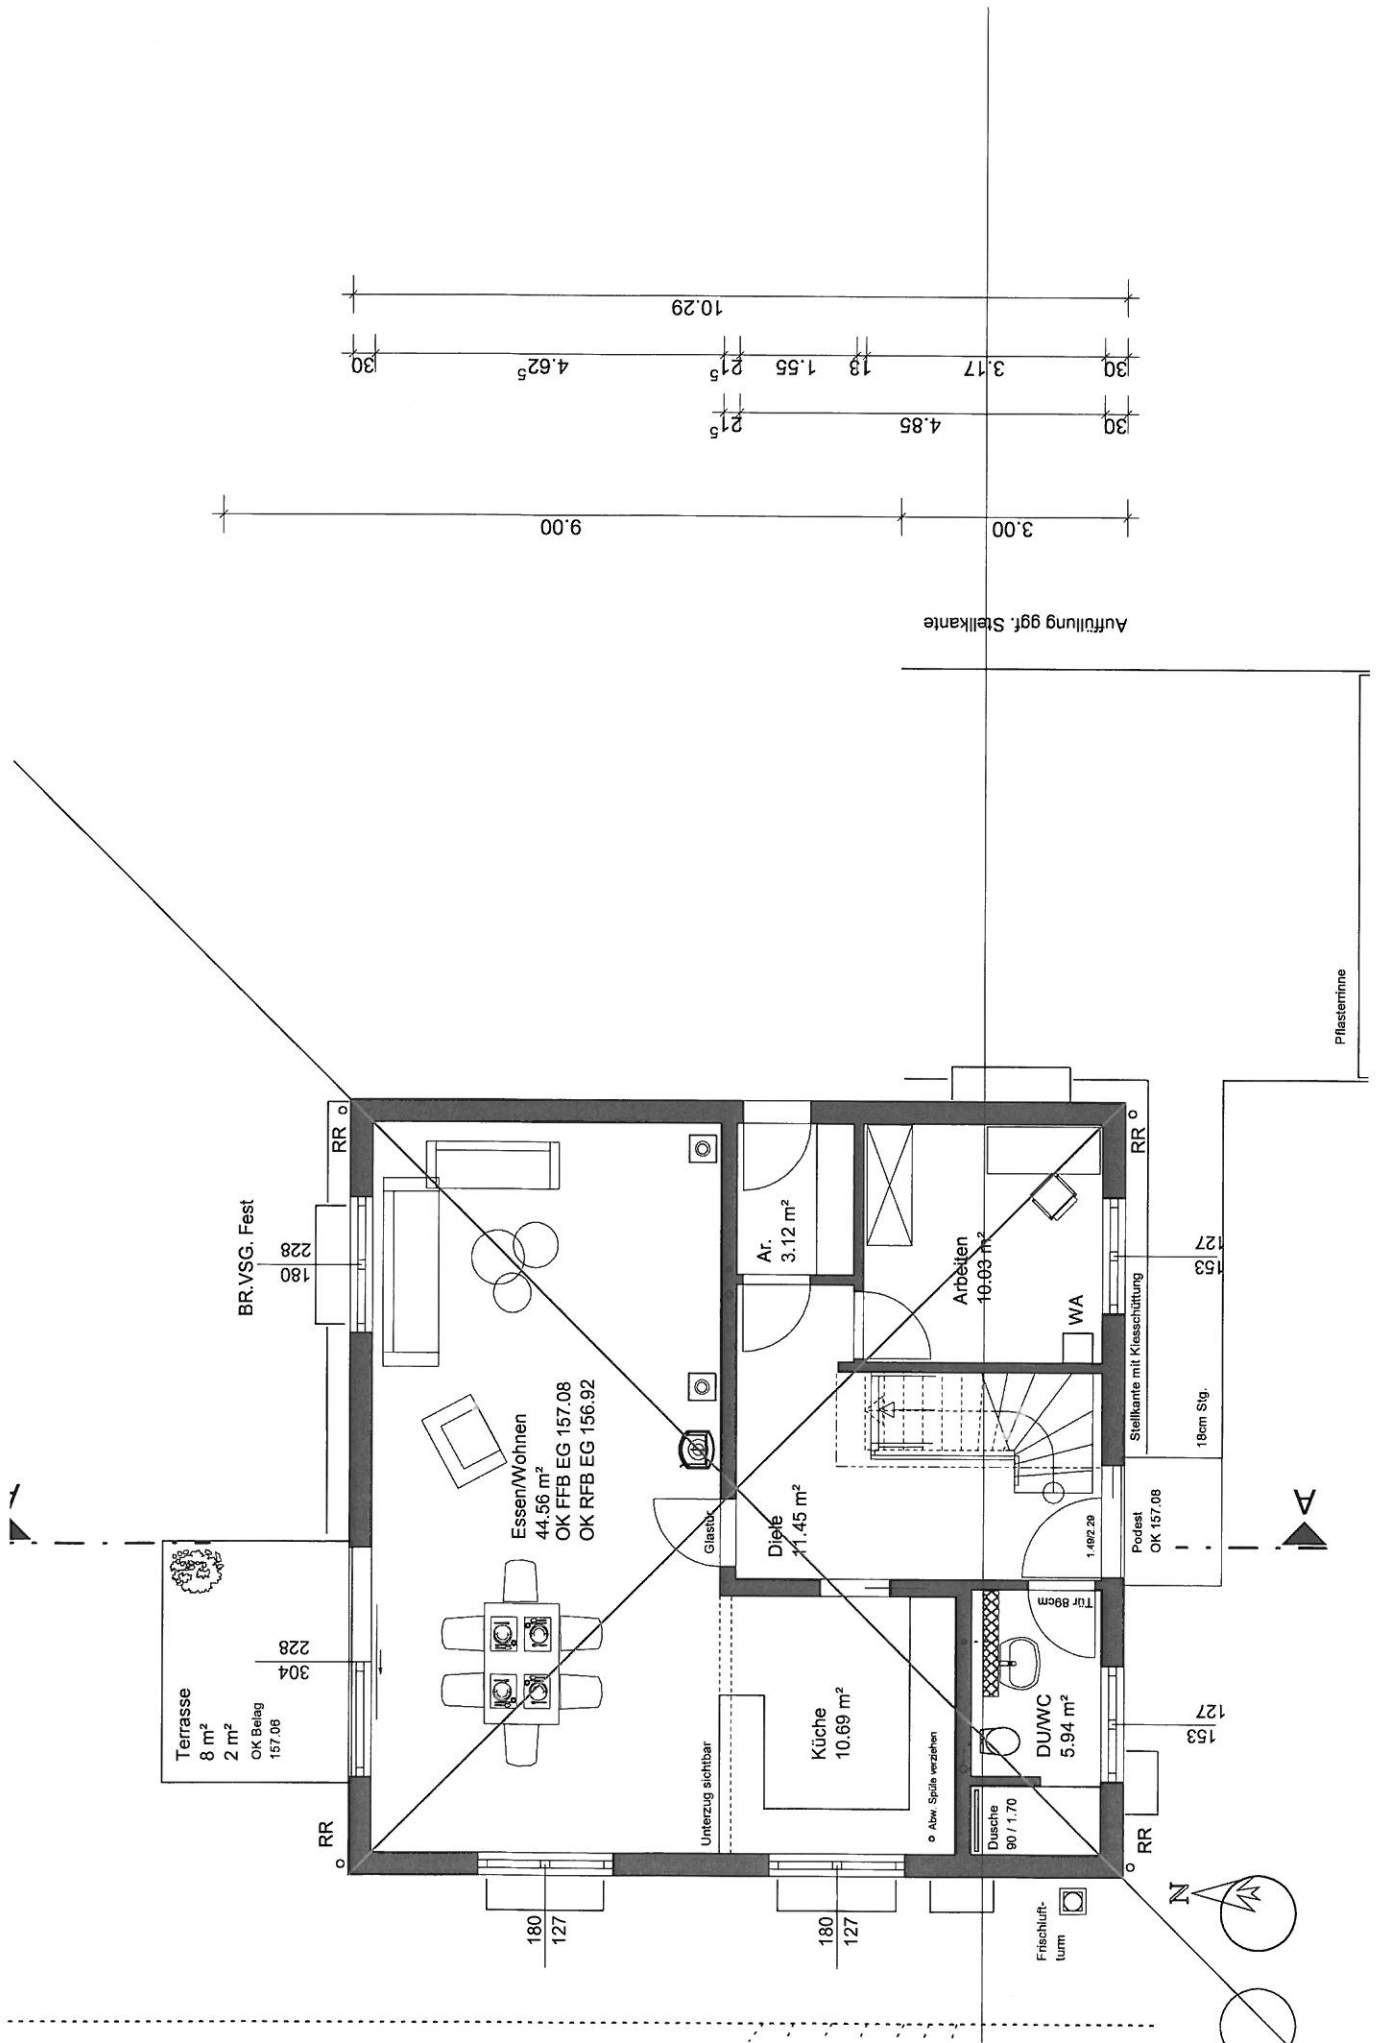 10.29
30
4.62⁵
21⁵
1.55
13
3.17
30
21⁵
4.85
30
9.00
3.00
Auffüllung ggf. Stellkante
Pflasterrinne
RR
BR.VSG. Fest
180
228
RR
Ar.
3.12 m²
Arbeiten
10.03 m²
WA
153
127
Stellkante mit Kiesschüttung
18cm Stg.
Essen/Wohnen
44.56 m²
OK FFB EG 157.08
OK RFB EG 156.92
Glastür
Diele
11.45 m²
1.49/2.29
Podest
OK 157.08
A
Terrasse
8 m²
2 m²
OK Belag
157.06
304
228
Tür 89cm
Unterzug sichtbar
Küche
10.69 m²
Abw. Spüle verziehen
DU/WC
5.94 m²
Dusche
90 / 1.70
153
127
RR
RR
180
127
180
127
Frischluft-
turm
N